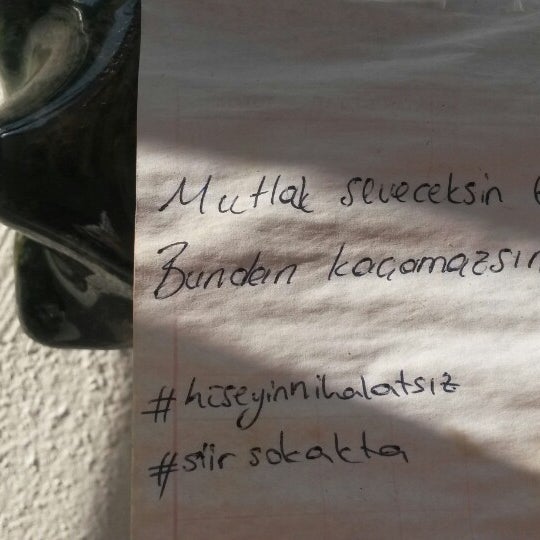 Mutlak seveceksin
Bundan kaçamazsın
#hüseyinnihalatsız
#şiirsokakta